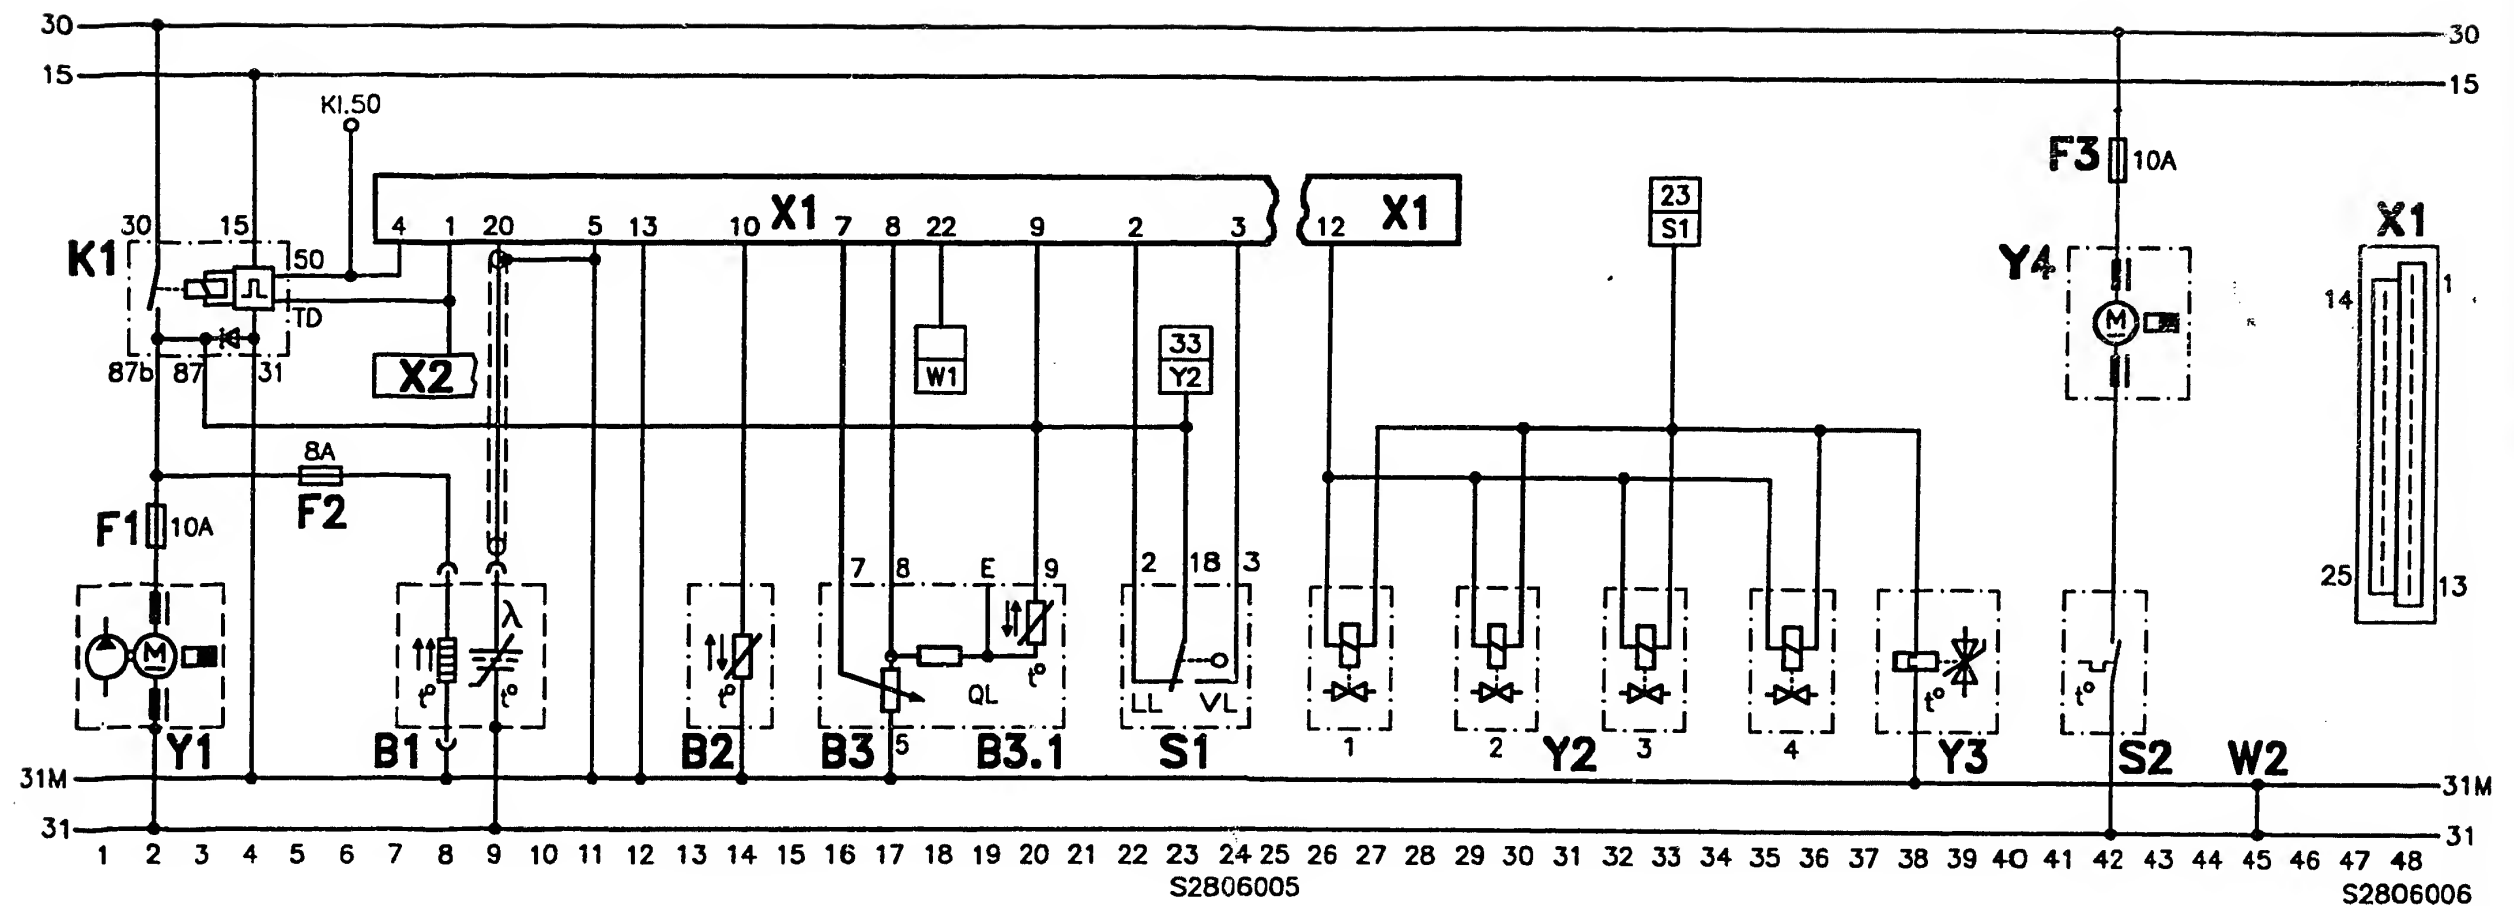 30 30
15 15
Kl.50
F3 10A
23
S1
4 1 20 5 13 10 X1 7 8 22 9 2 3 12 X1
X1
30 15
K1 50
TD
Y4
M
14 1
33
Y2
87b 87 31
X2
W1
8A
F2
F1 10A
7 8 E 9 2 18 3
25 13
M
λ
t° t° t° QL t° LL VL t° t°
Y1 B1 B2 B3 5 B3.1 S1 1 2 Y2 3 4 Y3 S2 W2
31M 31M
31 31
1 2 3 4 5 6 7 8 9 10 11 12 13 14 15 16 17 18 19 20 21 22 23 24 25 26 27 28 29 30 31 32 33 34 35 36 37 38 39 40 41 42 43 44 45 46 47 48
S2806005 S2806006